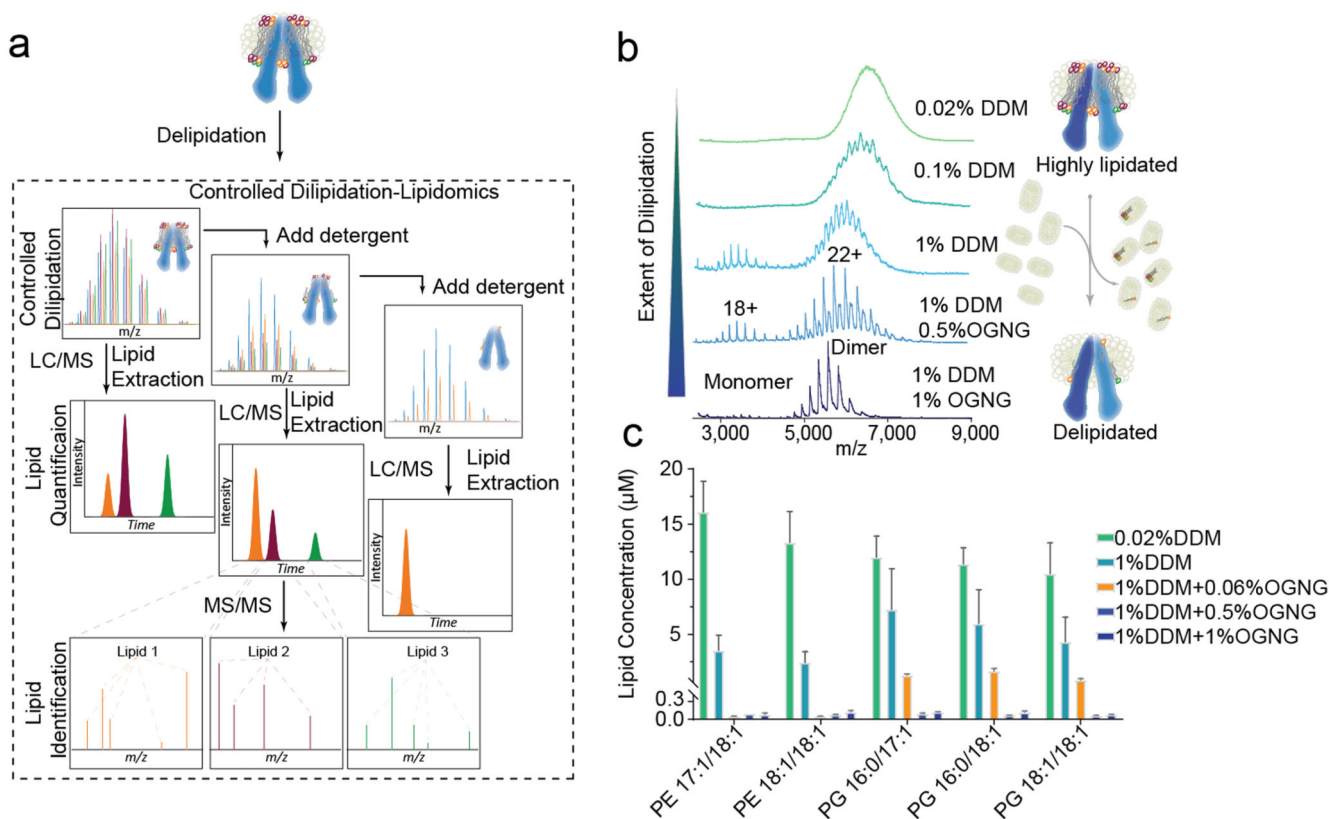 a
Delipidation
Controlled Dilipidation-Lipidomics
Controlled
Diliipidation
m/z
Add detergent
m/z
Add detergent
m/z
LC/MS
Lipid
Extraction
LC/MS
Lipid
Extraction
LC/MS
Lipid
Extraction
Lipid
Quantificaion
Intensity
Time
Intensity
Time
Intensity
Time
MS/MS
Lipid
Identification
Lipid 1
m/z
Lipid 2
m/z
Lipid 3
m/z
b
Extent of Dilipidation
0.02% DDM
0.1% DDM
1% DDM
22+
18+
1% DDM
0.5%OGNG
Dimer
Monomer
1% DDM
1% OGNG
3,000
5,000
7,000
9,000
m/z
Highly lipidated
Delipidated
c
Lipid Concentration (µM)
20
15
10
5
0.3
0.0
PE 17:1/18:1
PE 18:1/18:1
PG 16:0/17:1
PG 16:0/18:1
PG 18:1/18:1
0.02%DDM
1%DDM
1%DDM+0.06%OGNG
1%DDM+0.5%OGNG
1%DDM+1%OGNG